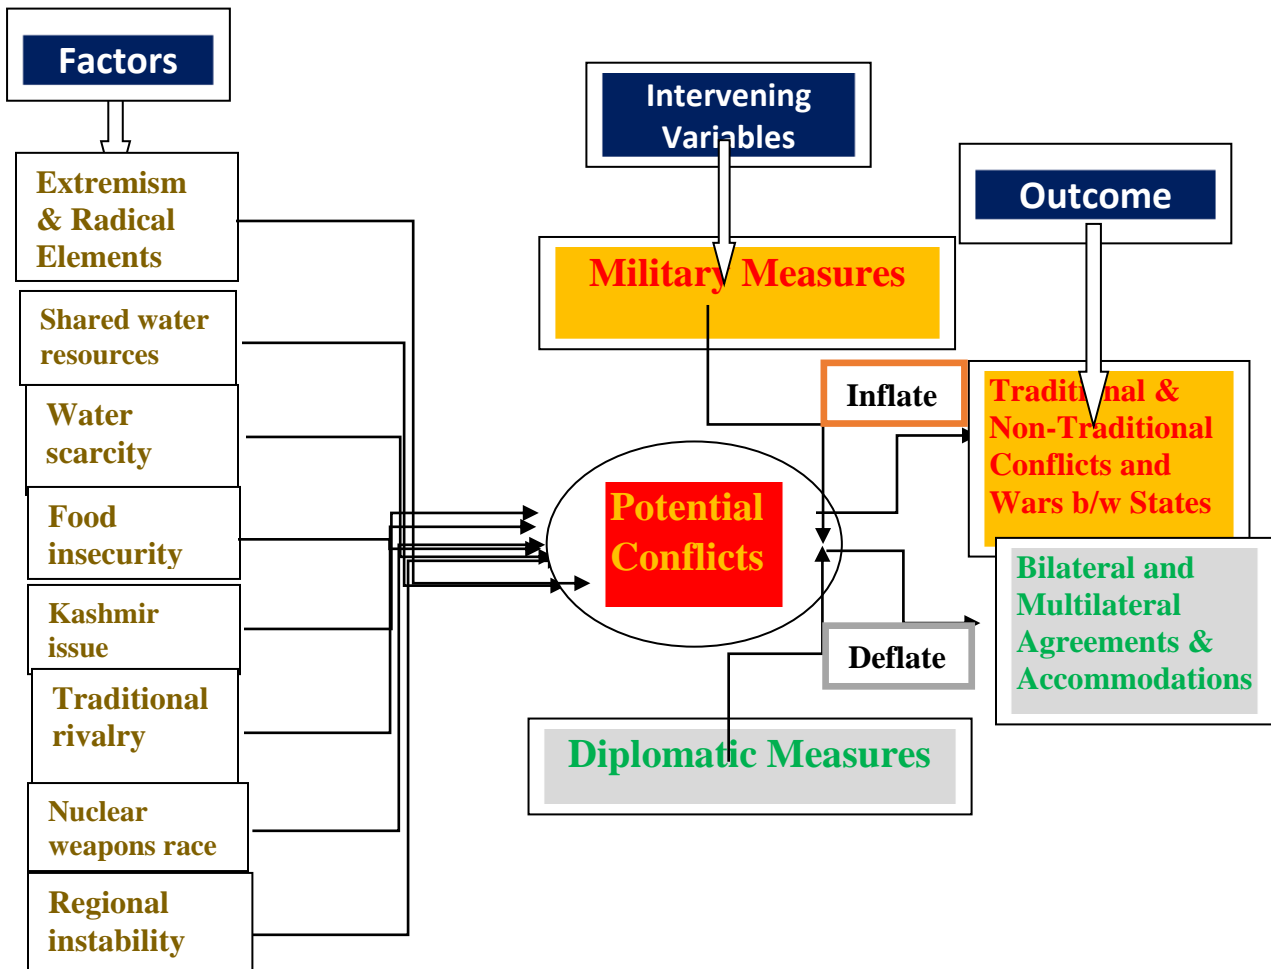 Factors
Extremism
& Radical
Elements
Shared water
resources
Water
scarcity
Food
insecurity
Kashmir
issue
Traditional
rivalry
Nuclear
weapons race
Regional
instability
Intervening
Variables
Military Measures
Potential
Conflicts
Diplomatic Measures
Inflate
Deflate
Outcome
Traditional &
Non-Traditional
Conflicts and
Wars b/w States
Bilateral and
Multilateral
Agreements &
Accommodations